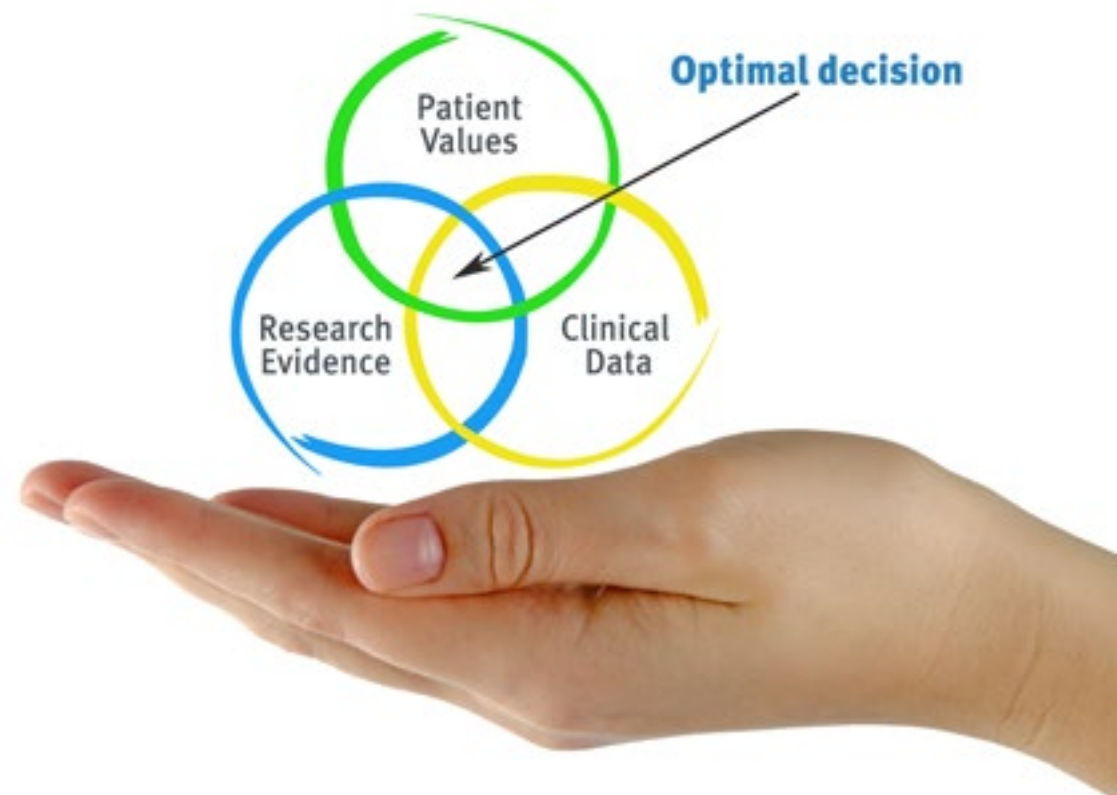 Optimal decision
Patient
Values
Research
Evidence
Clinical
Data